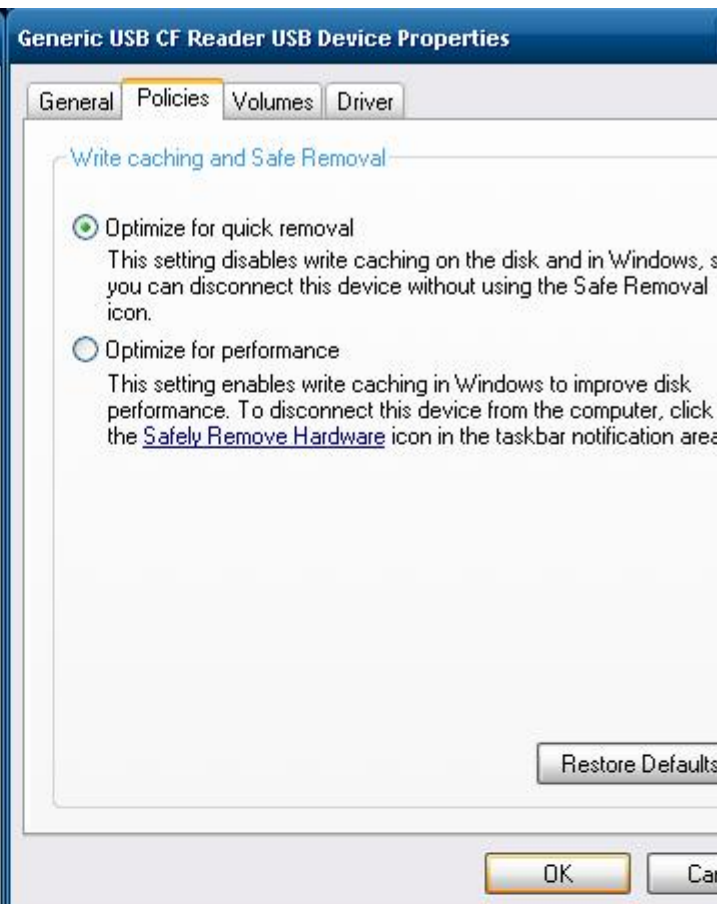 Generic USB CF Reader USB Device Properties
General Policies Volumes Driver
Write caching and Safe Removal
Optimize for quick removal
This setting disables write caching on the disk and in Windows, s
you can disconnect this device without using the Safe Removal
icon.
Optimize for performance
This setting enables write caching in Windows to improve disk
performance. To disconnect this device from the computer, click
the Safely Remove Hardware icon in the taskbar notification area
Restore Defaults
OK Can